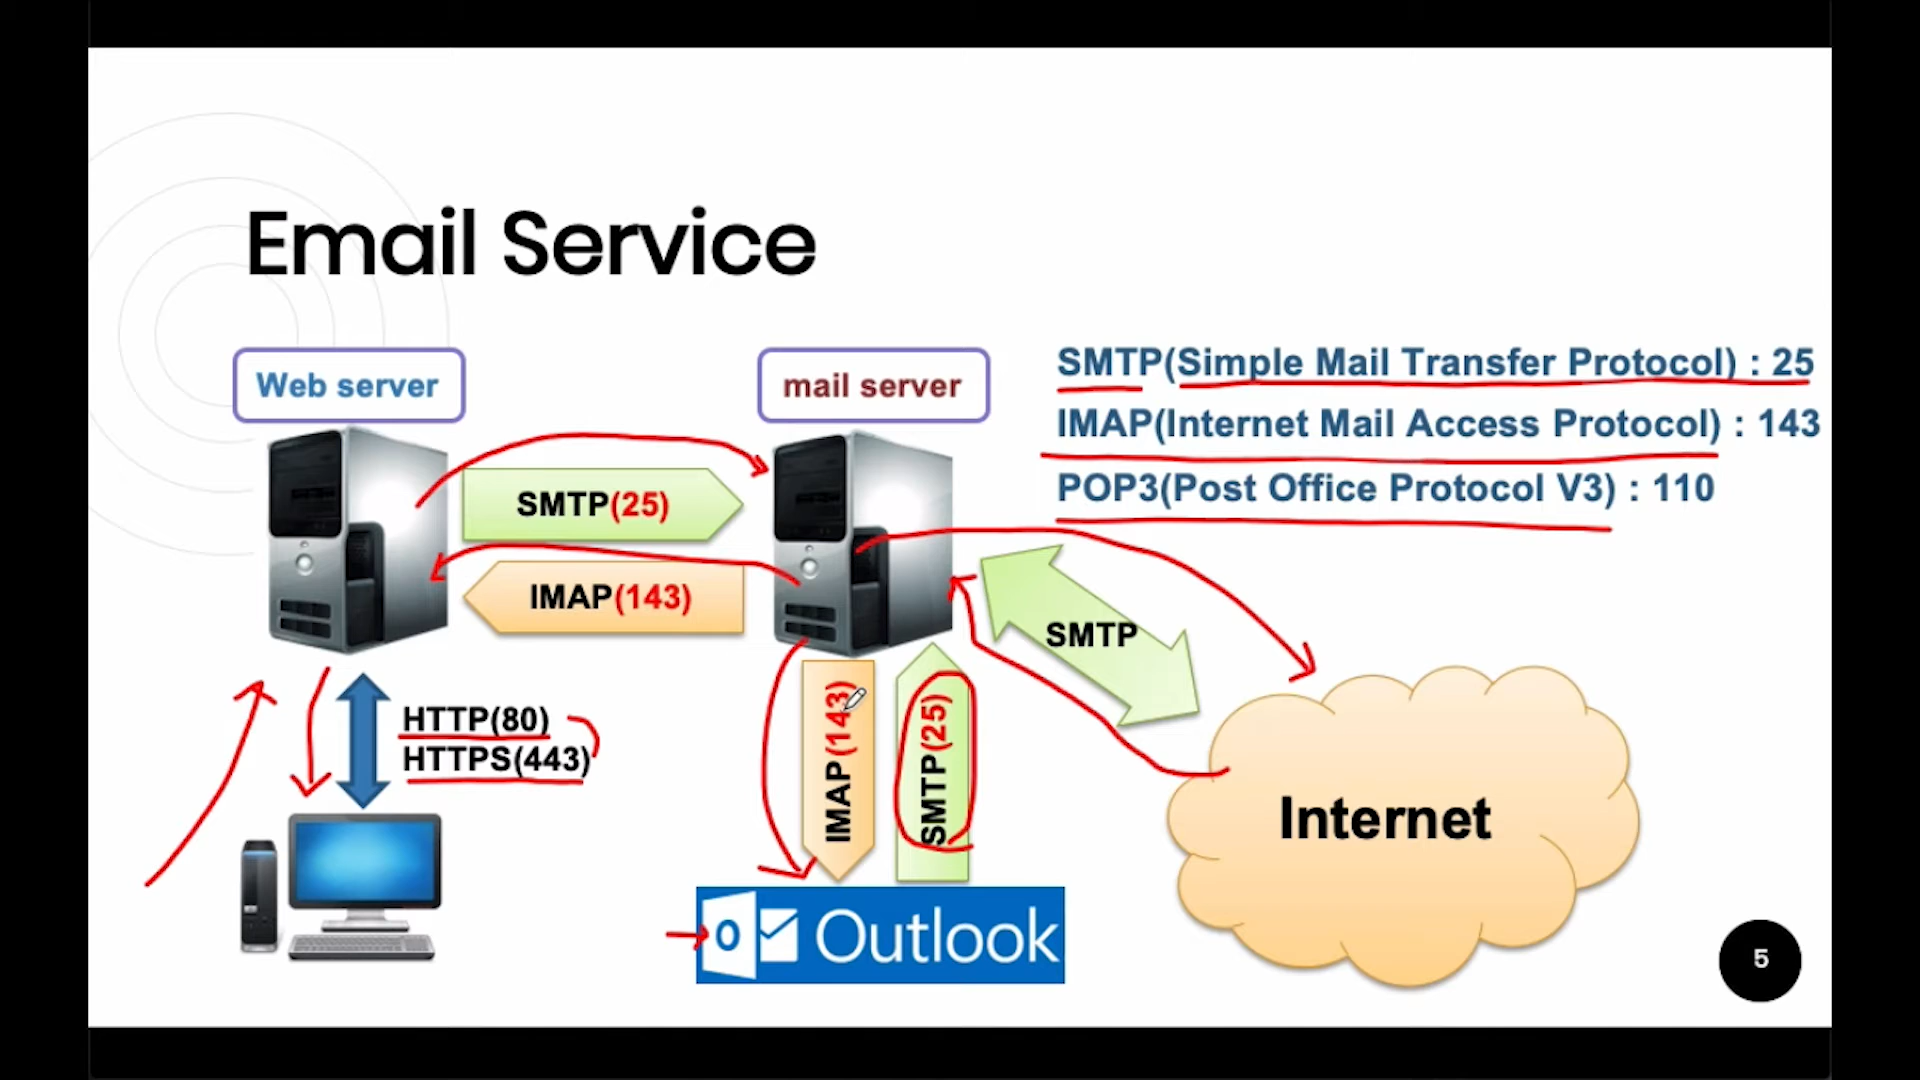 Email Service
Web server
mail server
SMTP(Simple Mail Transfer Protocol) : 25
IMAP(Internet Mail Access Protocol) : 143
POP3(Post Office Protocol V3) : 110
SMTP(25)
IMAP(143)
SMTP
HTTP(80)
HTTPS(443)
IMAP(143)
SMTP(25)
Internet
Outlook
5